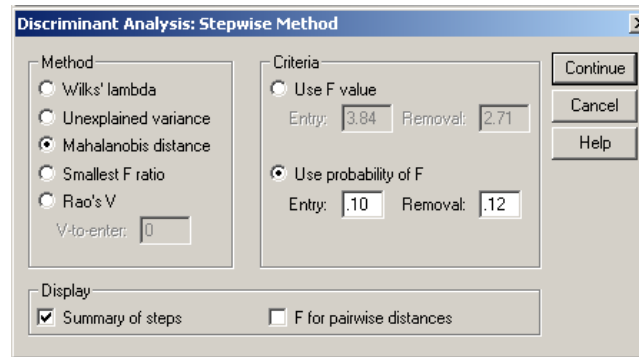 Discriminant Analysis: Stepwise Method
Method
Wilks' lambda
Unexplained variance
Mahalanobis distance
Smallest F ratio
Rao's V
V-to-enter: 0
Criteria
Use F value
Entry: 3.84 Removal: 2.71
Use probability of F
Entry: .10 Removal: .12
Continue
Cancel
Help
Display
Summary of steps F for pairwise distances